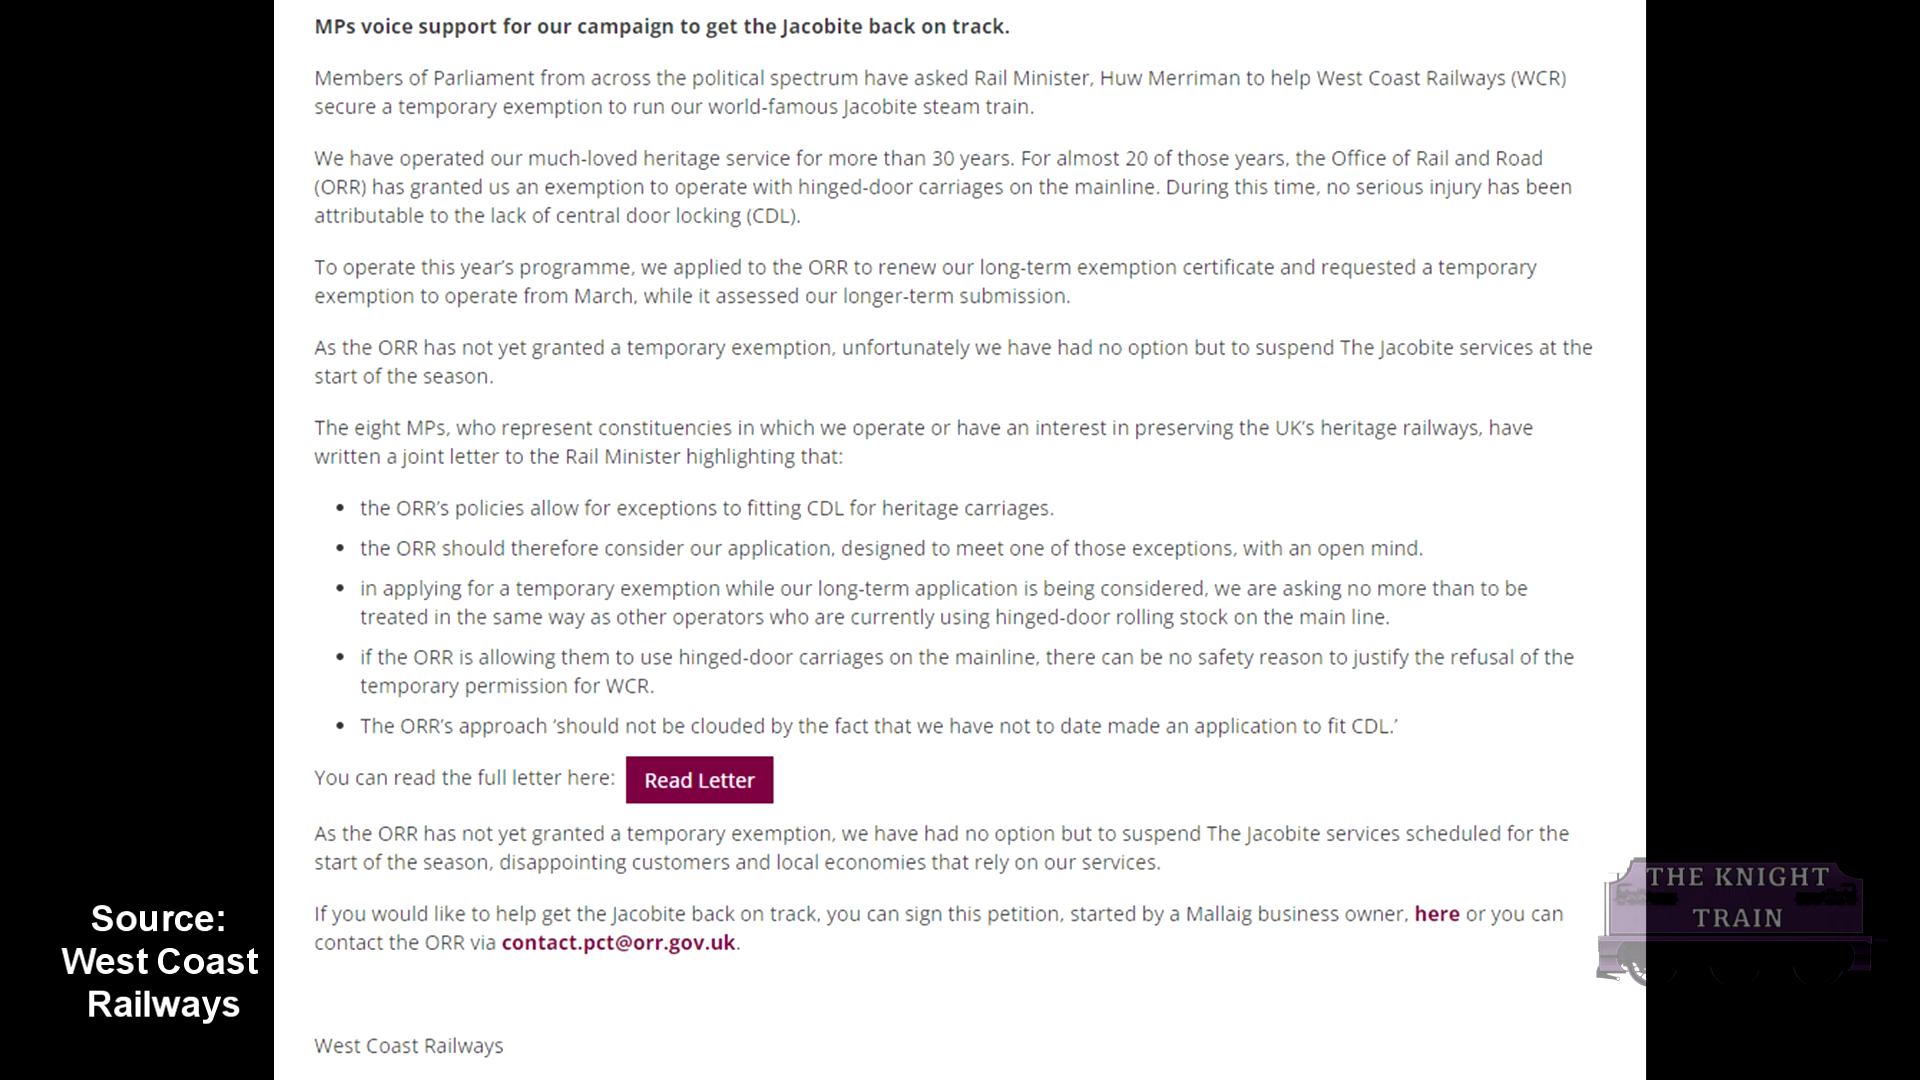 MPs voice support for our campaign to get the Jacobite back on track.
Members of Parliament from across the political spectrum have asked Rail Minister, Huw Merriman to help West Coast Railways (WCR)
secure a temporary exemption to run our world-famous Jacobite steam train.
We have operated our much-loved heritage service for more than 30 years. For almost 20 of those years, the Office of Rail and Road
(ORR) has granted us an exemption to operate with hinged-door carriages on the mainline. During this time, no serious injury has been
attributable to the lack of central door locking (CDL).
To operate this year’s programme, we applied to the ORR to renew our long-term exemption certificate and requested a temporary
exemption to operate from March, while it assessed our longer-term submission.
As the ORR has not yet granted a temporary exemption, unfortunately we have had no option but to suspend The Jacobite services at the
start of the season.
The eight MPs, who represent constituencies in which we operate or have an interest in preserving the UK’s heritage railways, have
written a joint letter to the Rail Minister highlighting that:
• the ORR’s policies allow for exceptions to fitting CDL for heritage carriages.
• the ORR should therefore consider our application, designed to meet one of those exceptions, with an open mind.
• in applying for a temporary exemption while our long-term application is being considered, we are asking no more than to be
treated in the same way as other operators who are currently using hinged-door rolling stock on the main line.
• if the ORR is allowing them to use hinged-door carriages on the mainline, there can be no safety reason to justify the refusal of the
temporary permission for WCR.
• The ORR’s approach ‘should not be clouded by the fact that we have not to date made an application to fit CDL.’
You can read the full letter here: Read Letter
As the ORR has not yet granted a temporary exemption, we have had no option but to suspend The Jacobite services scheduled for the
start of the season, disappointing customers and local economies that rely on our services.
If you would like to help get the Jacobite back on track, you can sign this petition, started by a Mallaig business owner, here or you can
contact the ORR via contact.pct@orr.gov.uk.
West Coast Railways
Source:
West Coast
Railways
THE KNIGHT
TRAIN